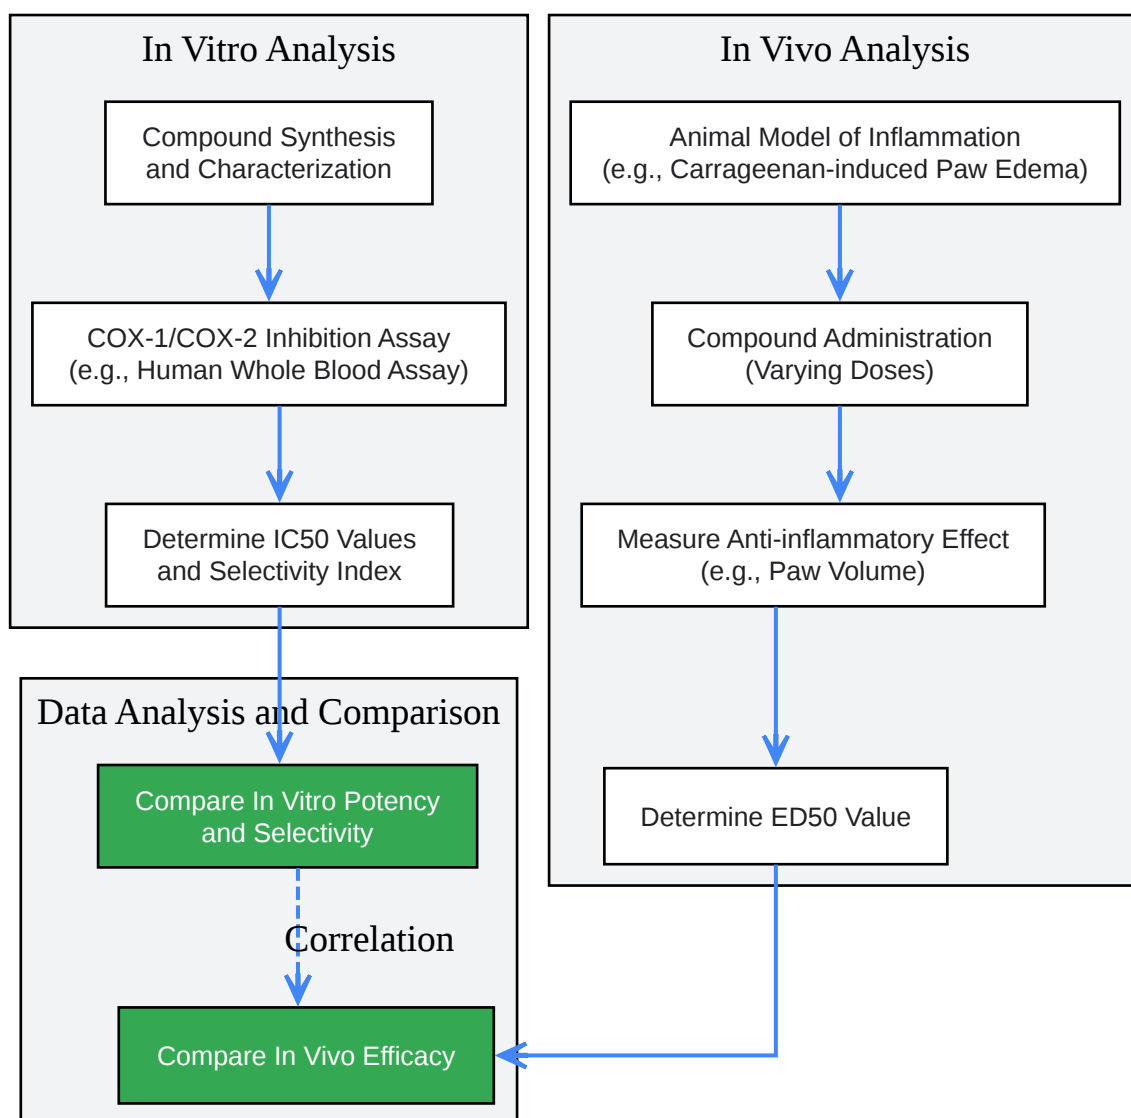 In Vitro Analysis
Compound Synthesis
and Characterization
COX-1/COX-2 Inhibition Assay
(e.g., Human Whole Blood Assay)
Determine IC50 Values
and Selectivity Index
In Vivo Analysis
Animal Model of Inflammation
(e.g., Carrageenan-induced Paw Edema)
Compound Administration
(Varying Doses)
Measure Anti-inflammatory Effect
(e.g., Paw Volume)
Determine ED50 Value
Data Analysis and Comparison
Compare In Vitro Potency
and Selectivity
Correlation
Compare In Vivo Efficacy